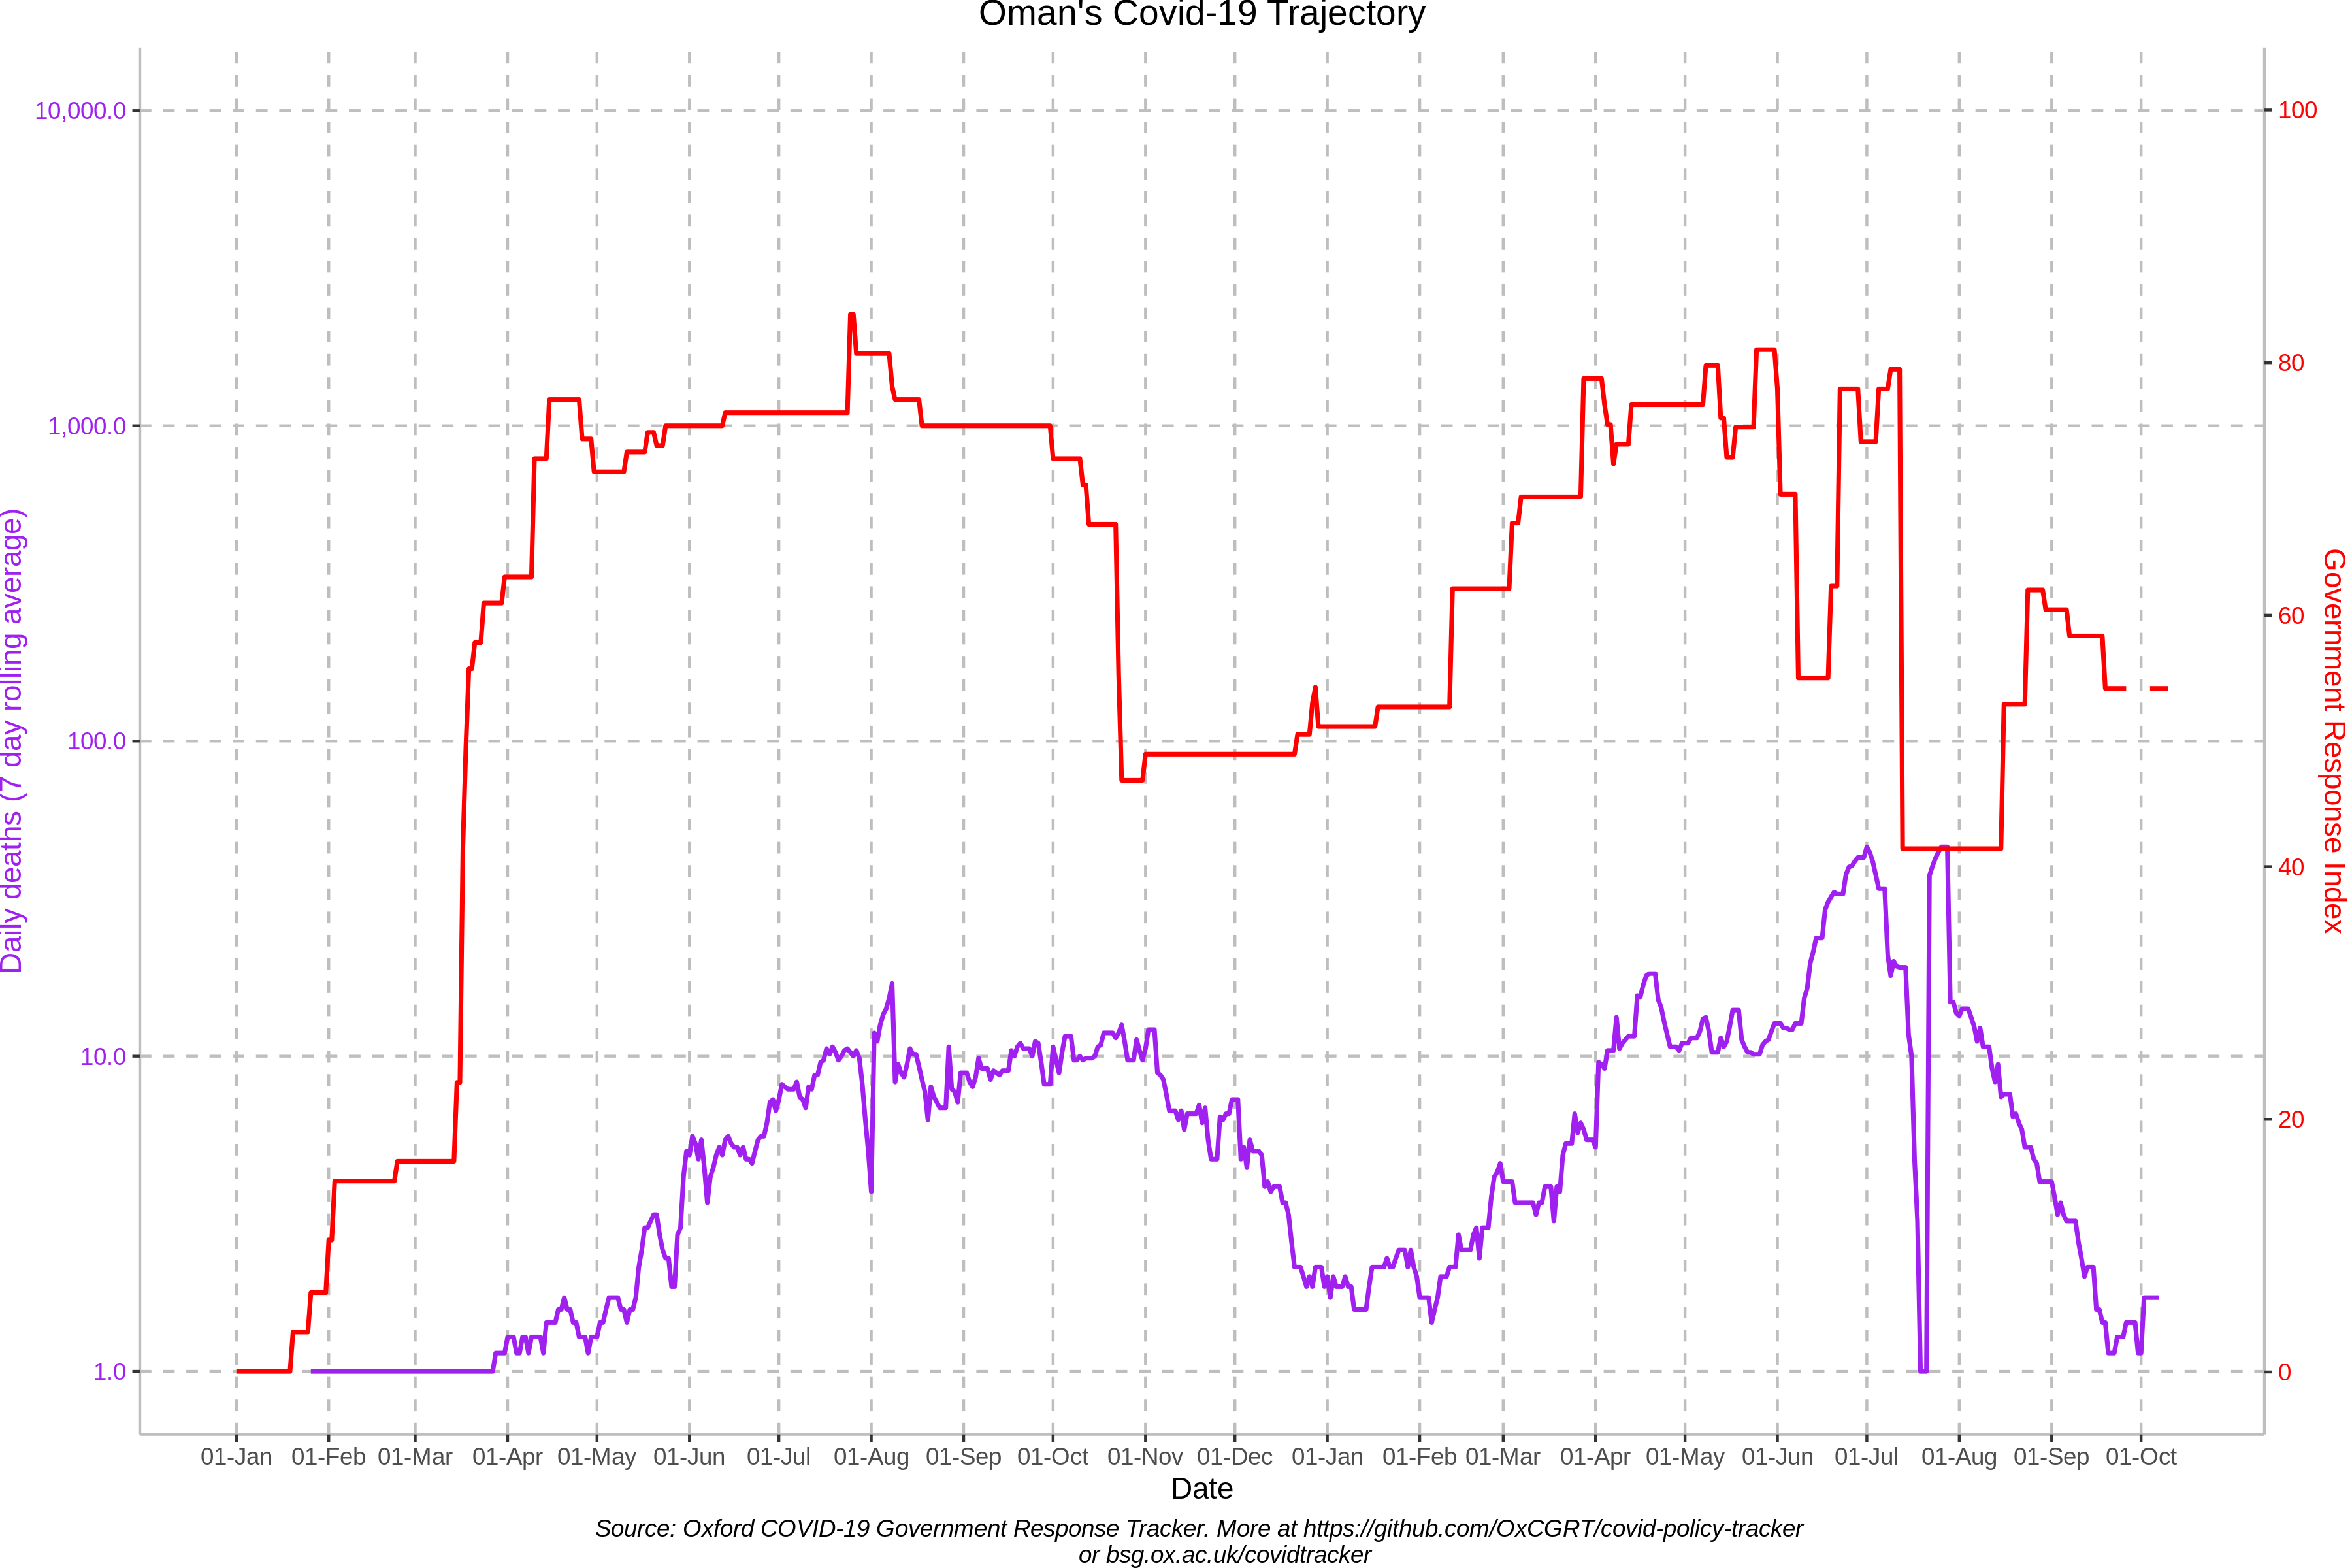 Oman's Covid-19 Trajectory
10,000.0
1,000.0
100.0
10.0
1.0
Daily deaths (7 day rolling average)
100
80
60
40
20
0
Government Response Index
01-Jan 01-Feb 01-Mar 01-Apr 01-May 01-Jun 01-Jul 01-Aug 01-Sep 01-Oct 01-Nov 01-Dec 01-Jan 01-Feb 01-Mar 01-Apr 01-May 01-Jun 01-Jul 01-Aug 01-Sep 01-Oct
Date
Source: Oxford COVID-19 Government Response Tracker. More at https://github.com/OxCGRT/covid-policy-tracker
or bsg.ox.ac.uk/covidtracker